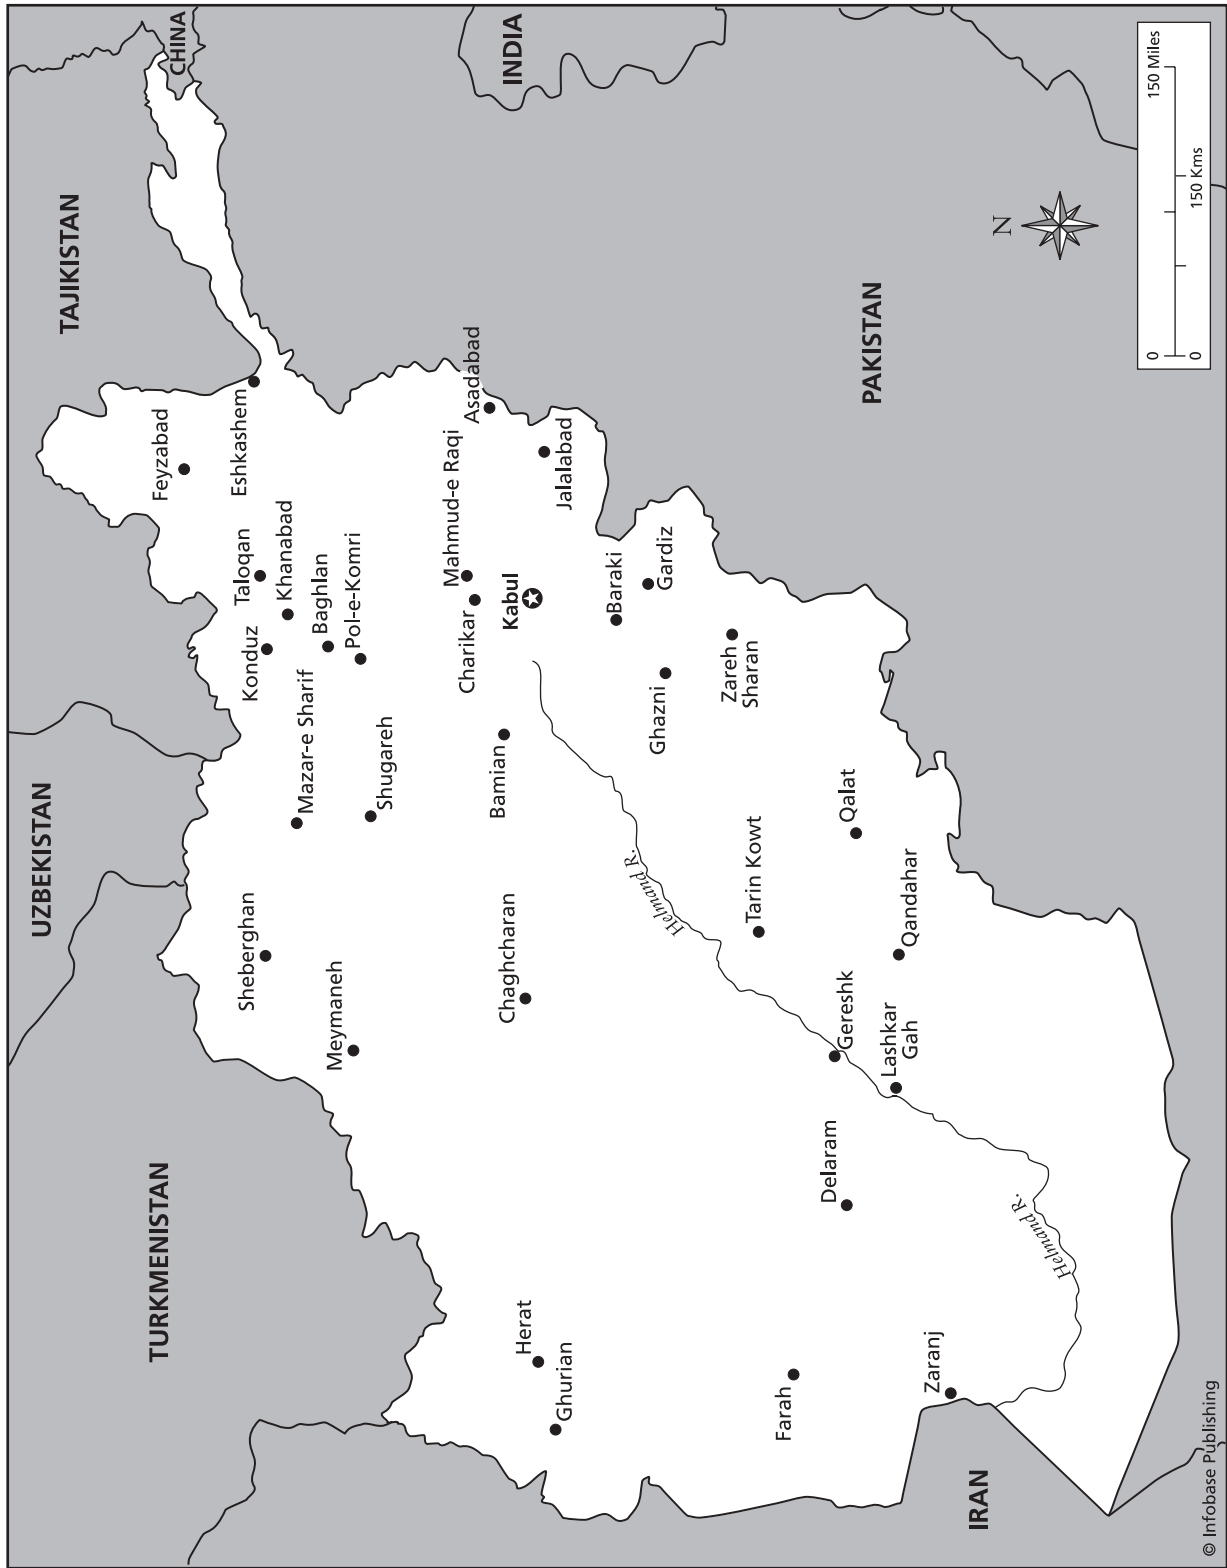 TURKMENISTAN
UZBEKISTAN
TAJIKISTAN
CHINA
INDIA
PAKISTAN
IRAN
Feyzabad
Eshkashem
Taloqan
Khanabad
Konduz
Baghlan
Pol-e-Komri
Mazar-e Sharif
Shugareh
Sheberghan
Meymaneh
Asadabad
Mahmud-e Raqi
Charikar
Kabul
Jalalabad
Bamian
Chaghcharan
Herat
Ghurian
Baraki
Gardiz
Ghazni
Zareh
Sharan
Helmand R.
Tarin Kowt
Qalat
Qandahar
Gereshk
Lashkar
Gah
Delaram
Farah
Zaranj
Helmand R.
N
0 150 Miles
0 150 Kms
© Infobase Publishing